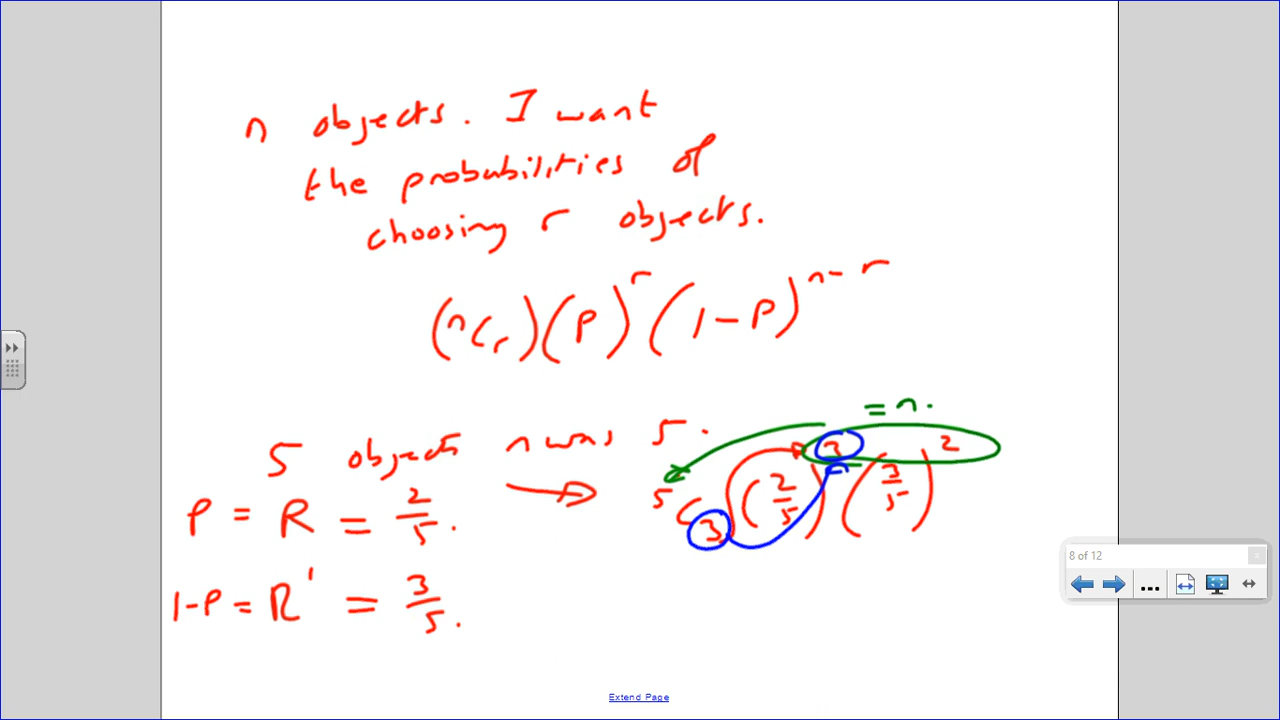 n objects. I want
the probabilities of
choosing r objects.
(nCr)(P)^r (1-P)^n-r
= n.
5 objects n was 5.
5C3 (2/5)^3 (3/5)^2
P = R = 2/5.
1-P = R' = 3/5.
8 of 12
Extend Page